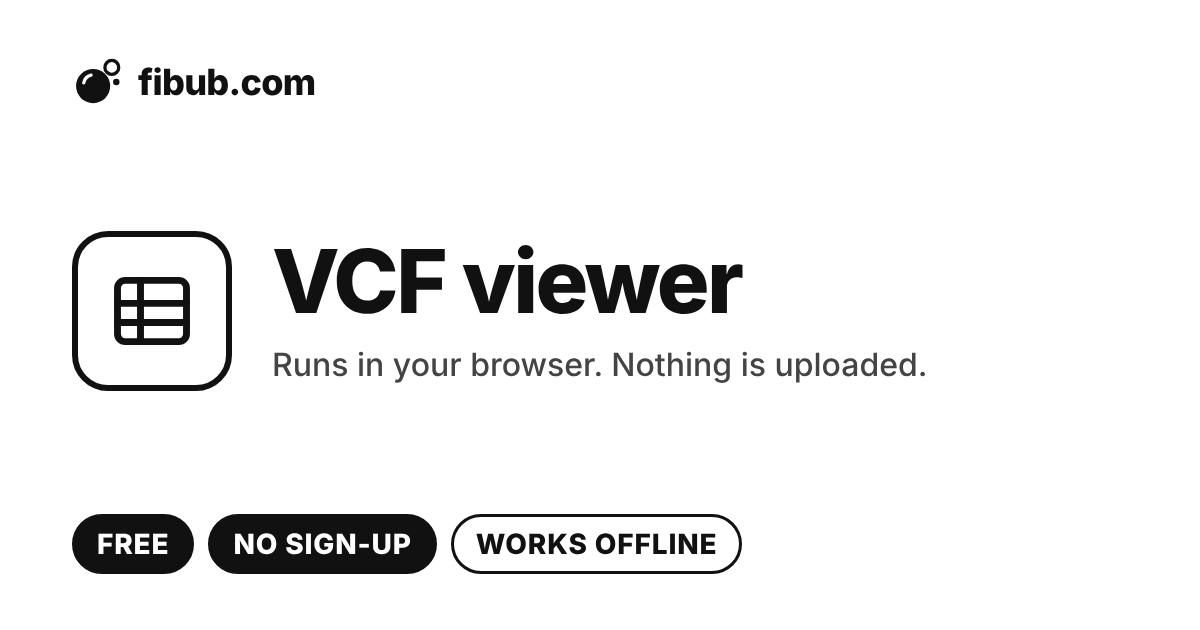 fibub.com
VCF viewer
Runs in your browser. Nothing is uploaded.
FREE NO SIGN-UP WORKS OFFLINE